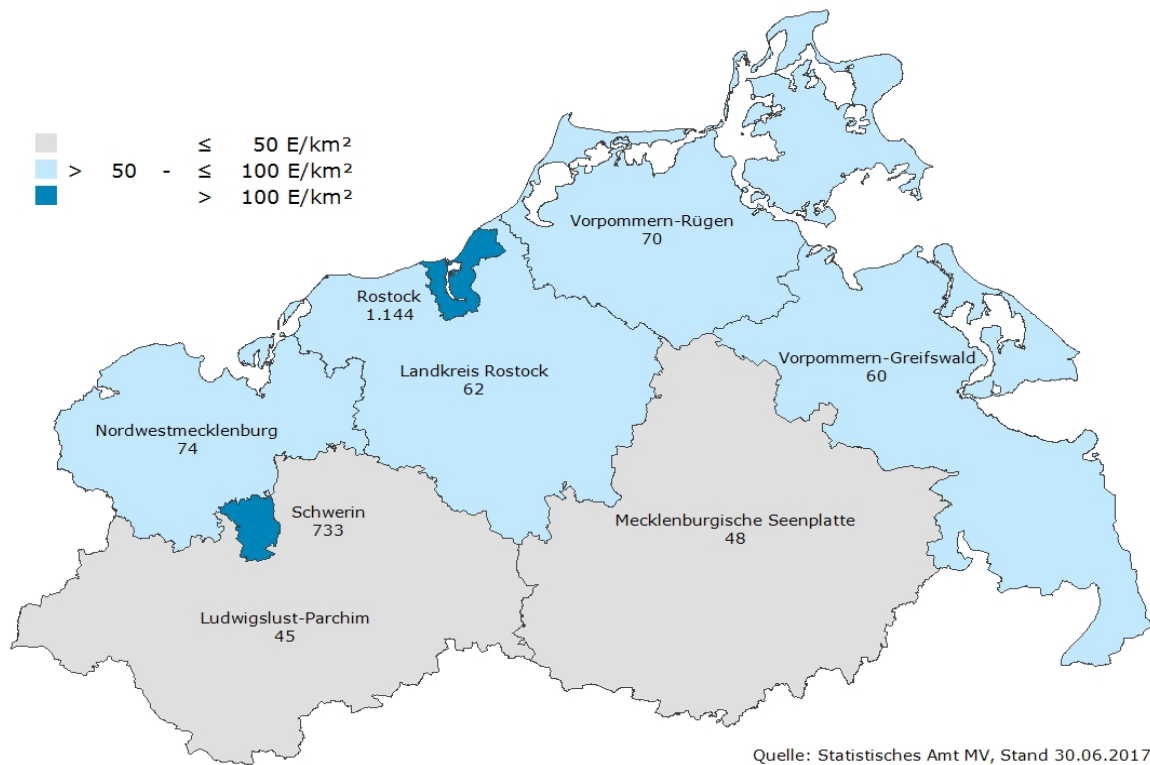 ≤ 50 E/km²
> 50 - ≤ 100 E/km²
> 100 E/km²
Vorpommern-Rügen
70
Rostock
1.144
Vorpommern-Greifswald
60
Landkreis Rostock
62
Nordwestmecklenburg
74
Schwerin
733
Mecklenburgische Seenplatte
48
Ludwigslust-Parchim
45
Quelle: Statistisches Amt MV, Stand 30.06.2017